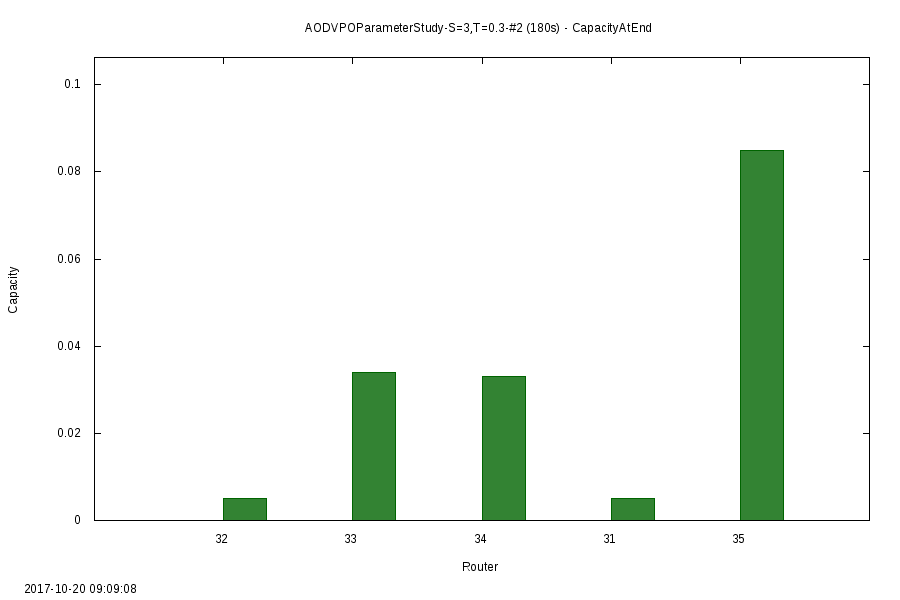 AODVPOParameterStudy-S=3,T=0.3-#2 (180s) - CapacityAtEnd
0.1
0.08
0.06
0.04
0.02
0
Capacity
32 33 34 31 35
Router
2017-10-20 09:09:08